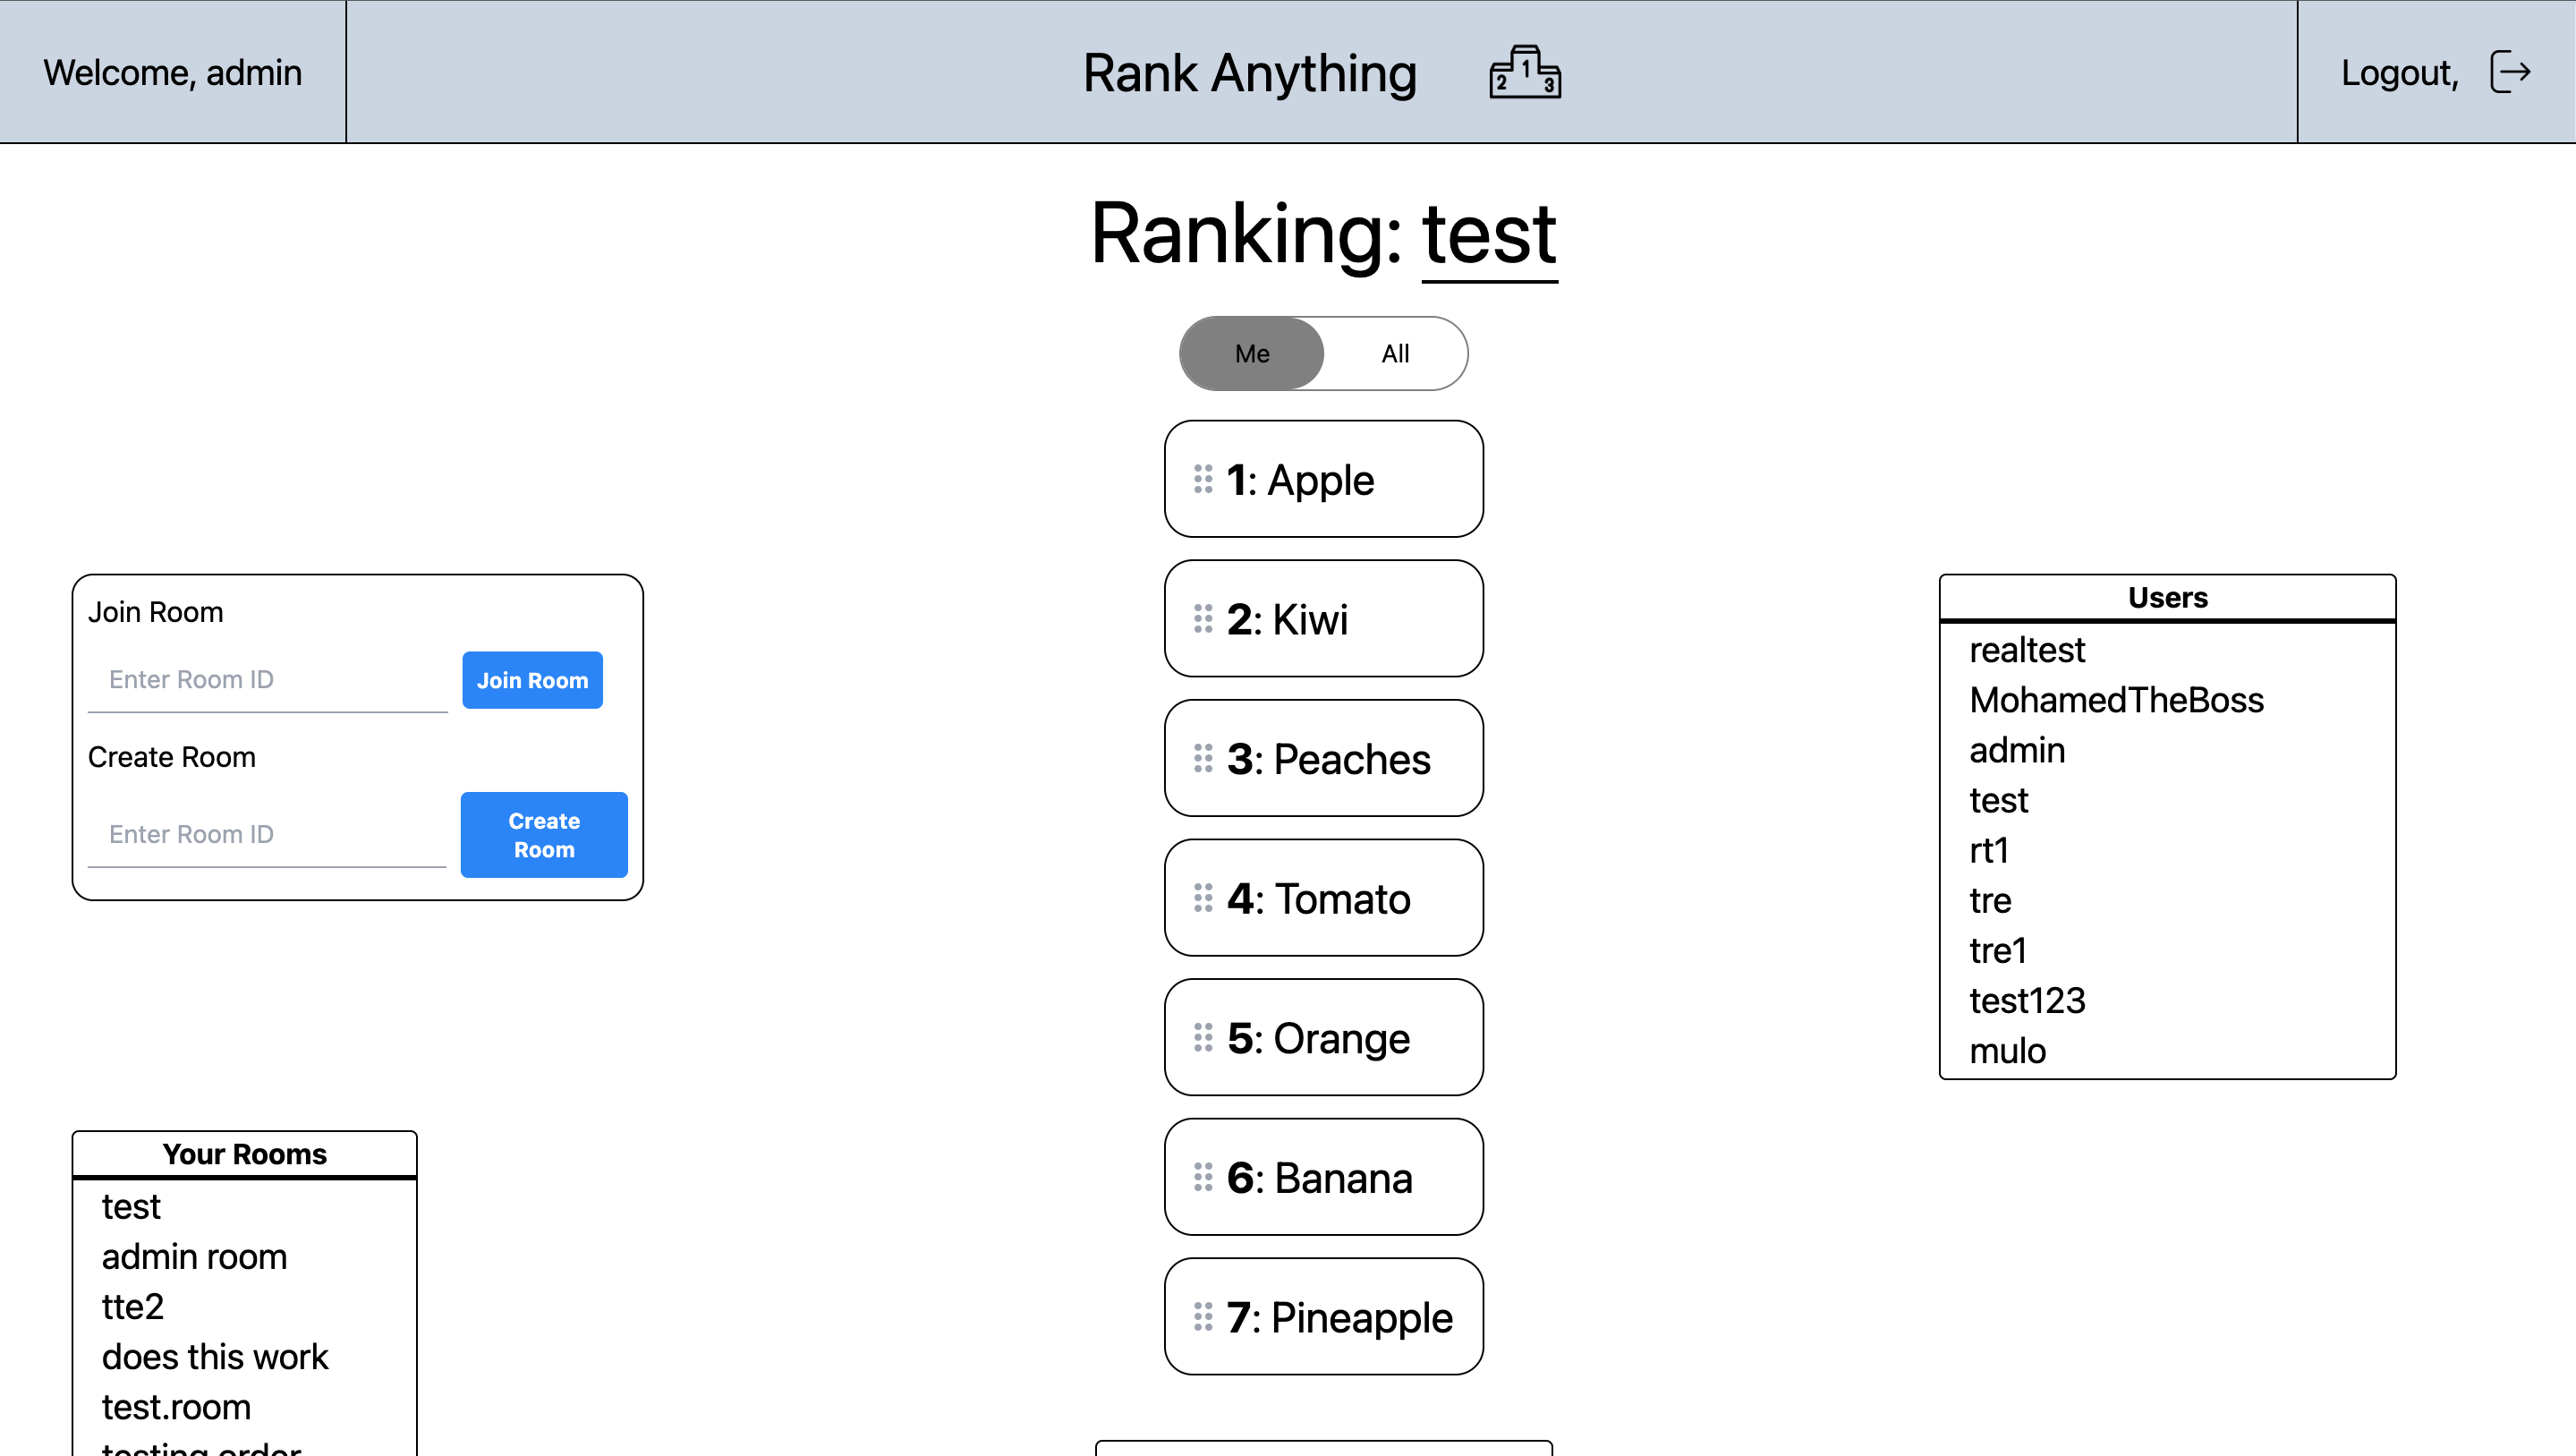 Welcome, admin
Rank Anything
2 1 3
Logout,
Ranking: test
Me All
1: Apple
2: Kiwi
3: Peaches
4: Tomato
5: Orange
6: Banana
7: Pineapple
Join Room
Enter Room ID
Join Room
Create Room
Enter Room ID
Create
Room
Your Rooms
test
admin room
tte2
does this work
test.room
testing order
Users
realtest
MohamedTheBoss
admin
test
rt1
tre
tre1
test123
mulo